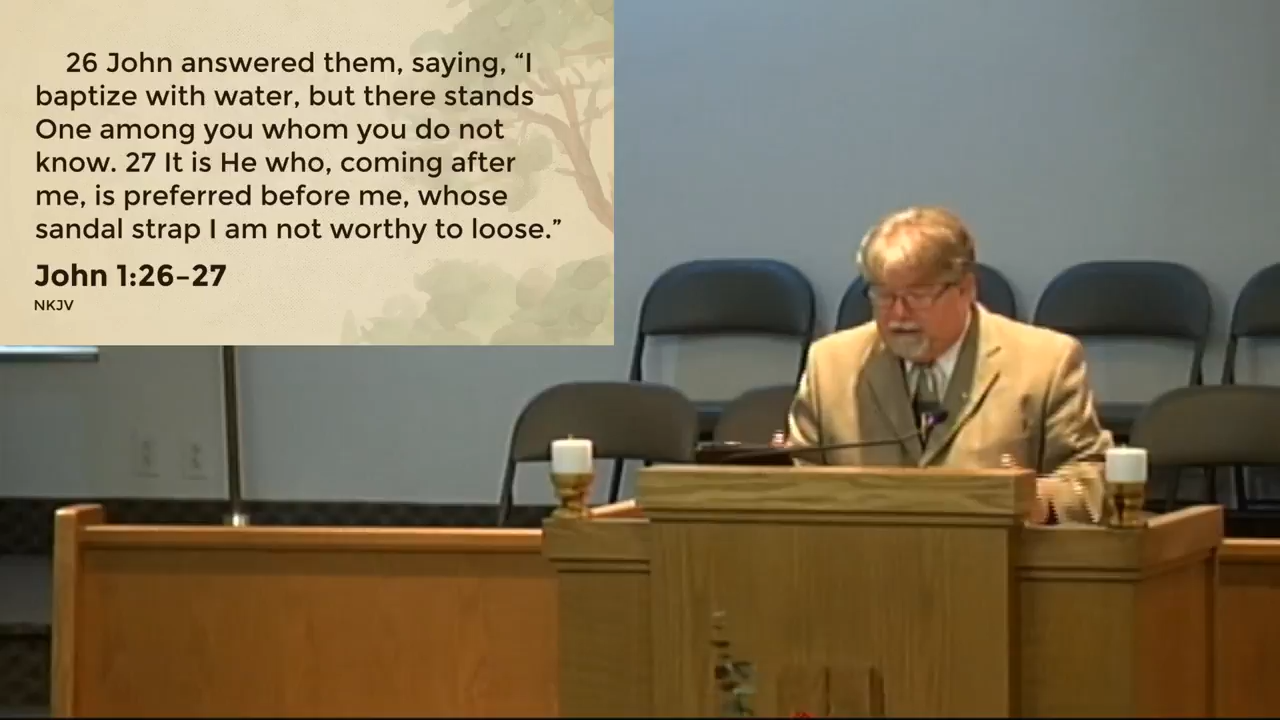 26 John answered them, saying, “I
baptize with water, but there stands
One among you whom you do not
know. 27 It is He who, coming after
me, is preferred before me, whose
sandal strap I am not worthy to loose.”
John 1:26–27
NKJV